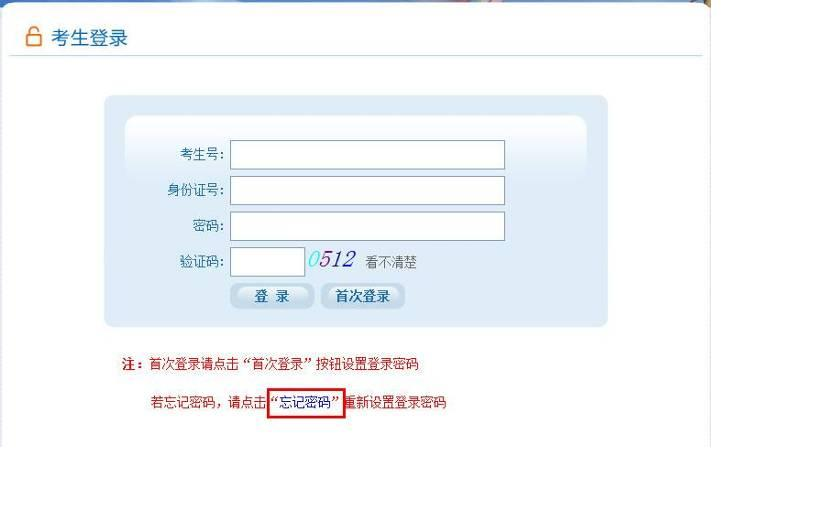 考生登录
考生号:
身份证号:
密码:
验证码: 0512 看不清楚
登 录 首次登录
注：首次登录请点击“首次登录”按钮设置登录密码
若忘记密码，请点击“忘记密码”重新设置登录密码